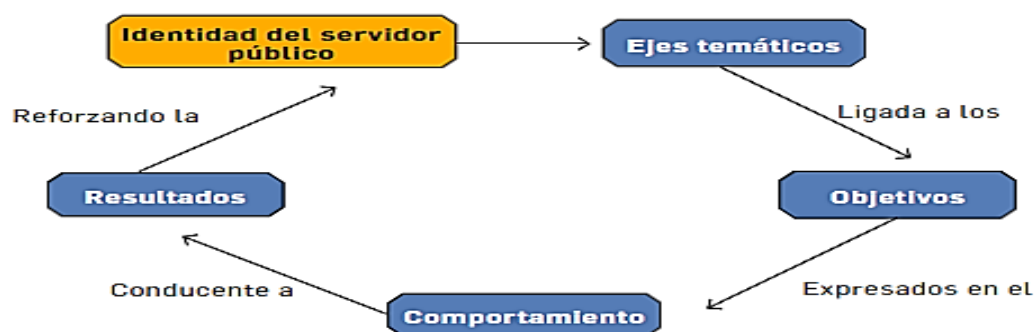 Identidad del servidor
público
Ejes temáticos
Reforzando la
Ligada a los
Resultados
Objetivos
Conducente a
Expresados en el
Comportamiento